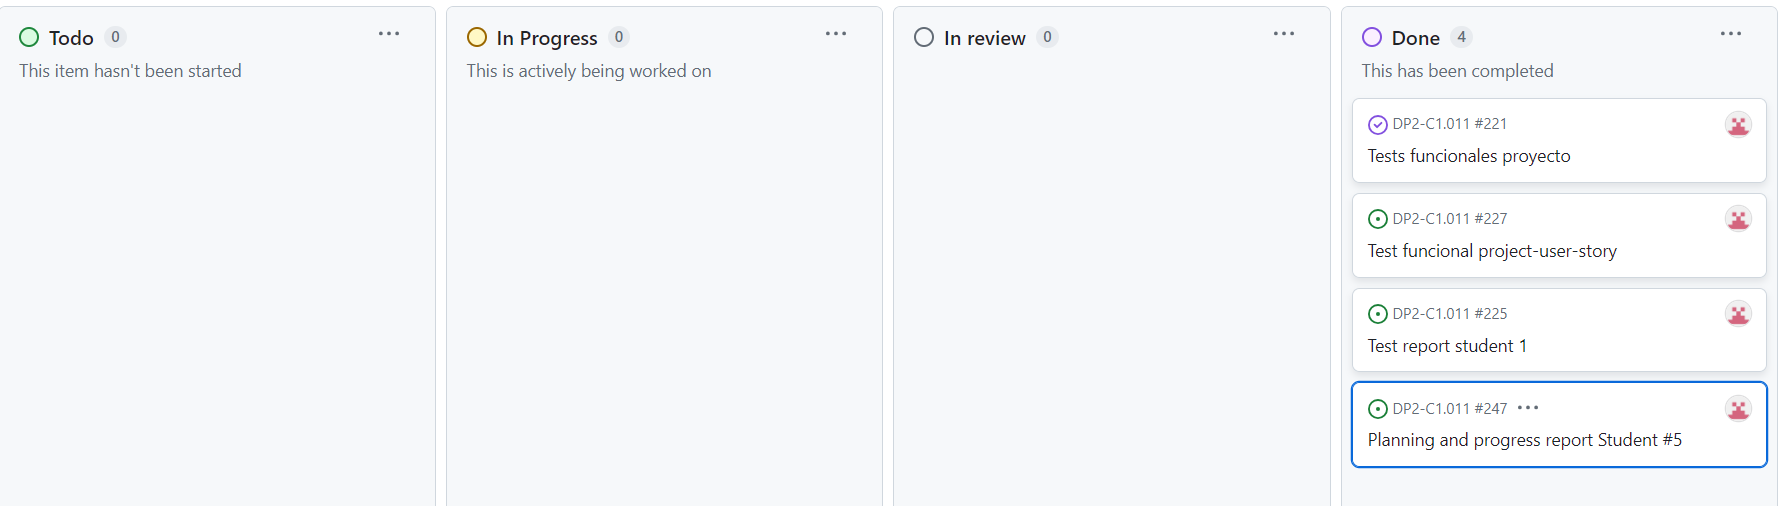 Todo 0
This item hasn't been started
In Progress 0
This is actively being worked on
In review 0
Done 4
This has been completed
DP2-C1.011 #221
Tests funcionales proyecto
DP2-C1.011 #227
Test funcional project-user-story
DP2-C1.011 #225
Test report student 1
DP2-C1.011 #247
Planning and progress report Student #5